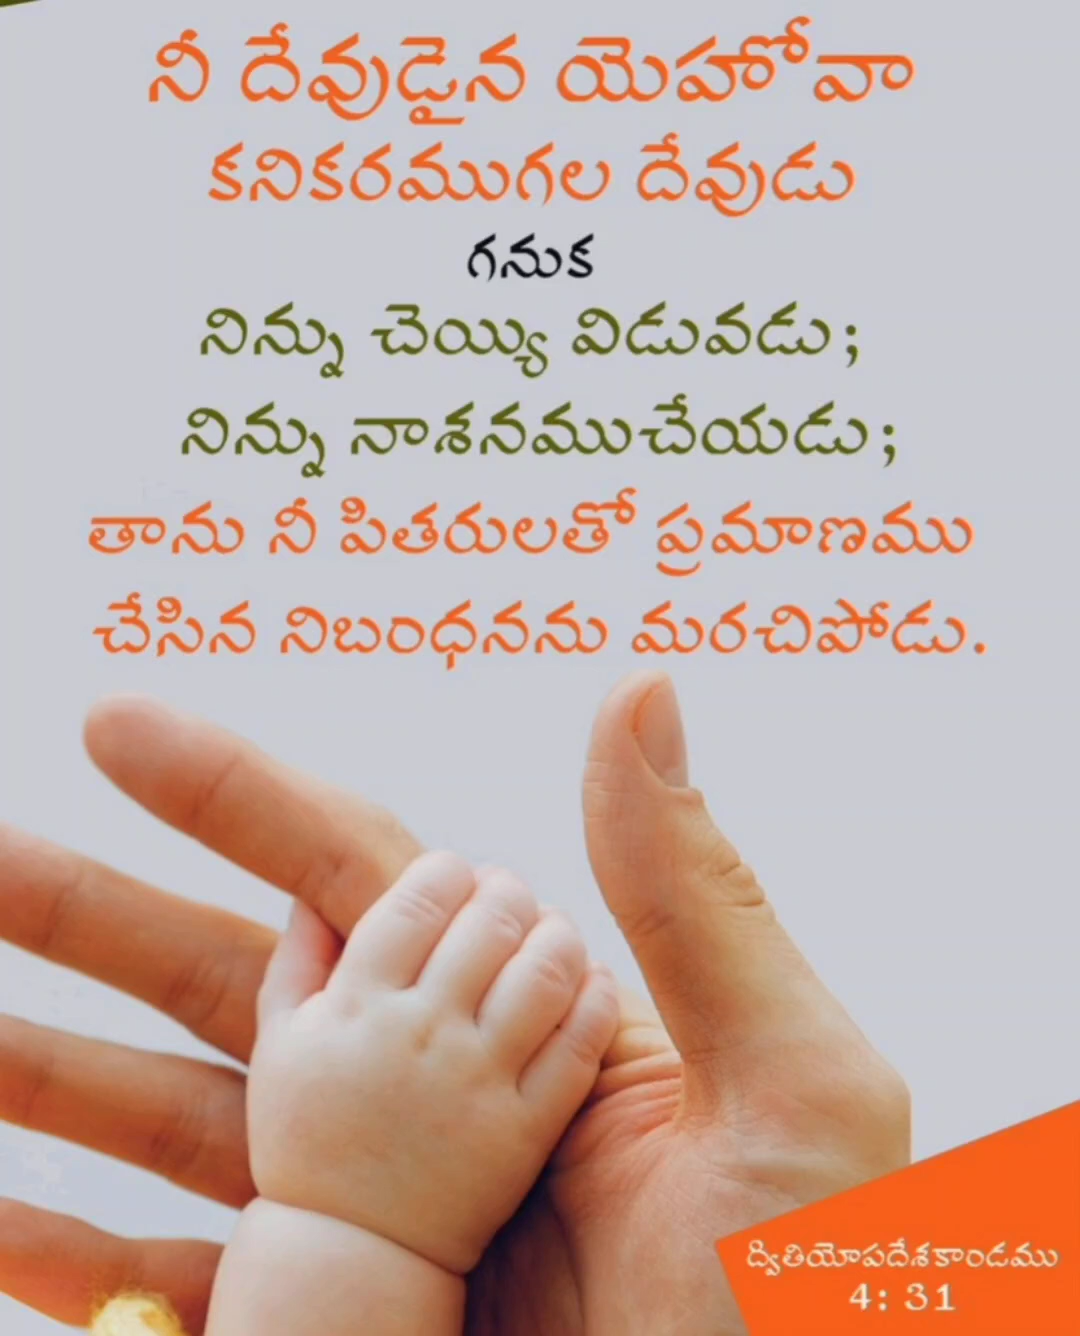 నీ దేవుడైన యెహోవా
కనికరముగల దేవుడు
గనుక
నిన్ను చెయ్యి విడువడు;
నిన్ను నాశనముచేయడు;
తాను నీ పితరులతో ప్రమాణము
చేసిన నిబంధనను మరచిపోడు.
ద్వితియోపదేశకాండము
4: 31